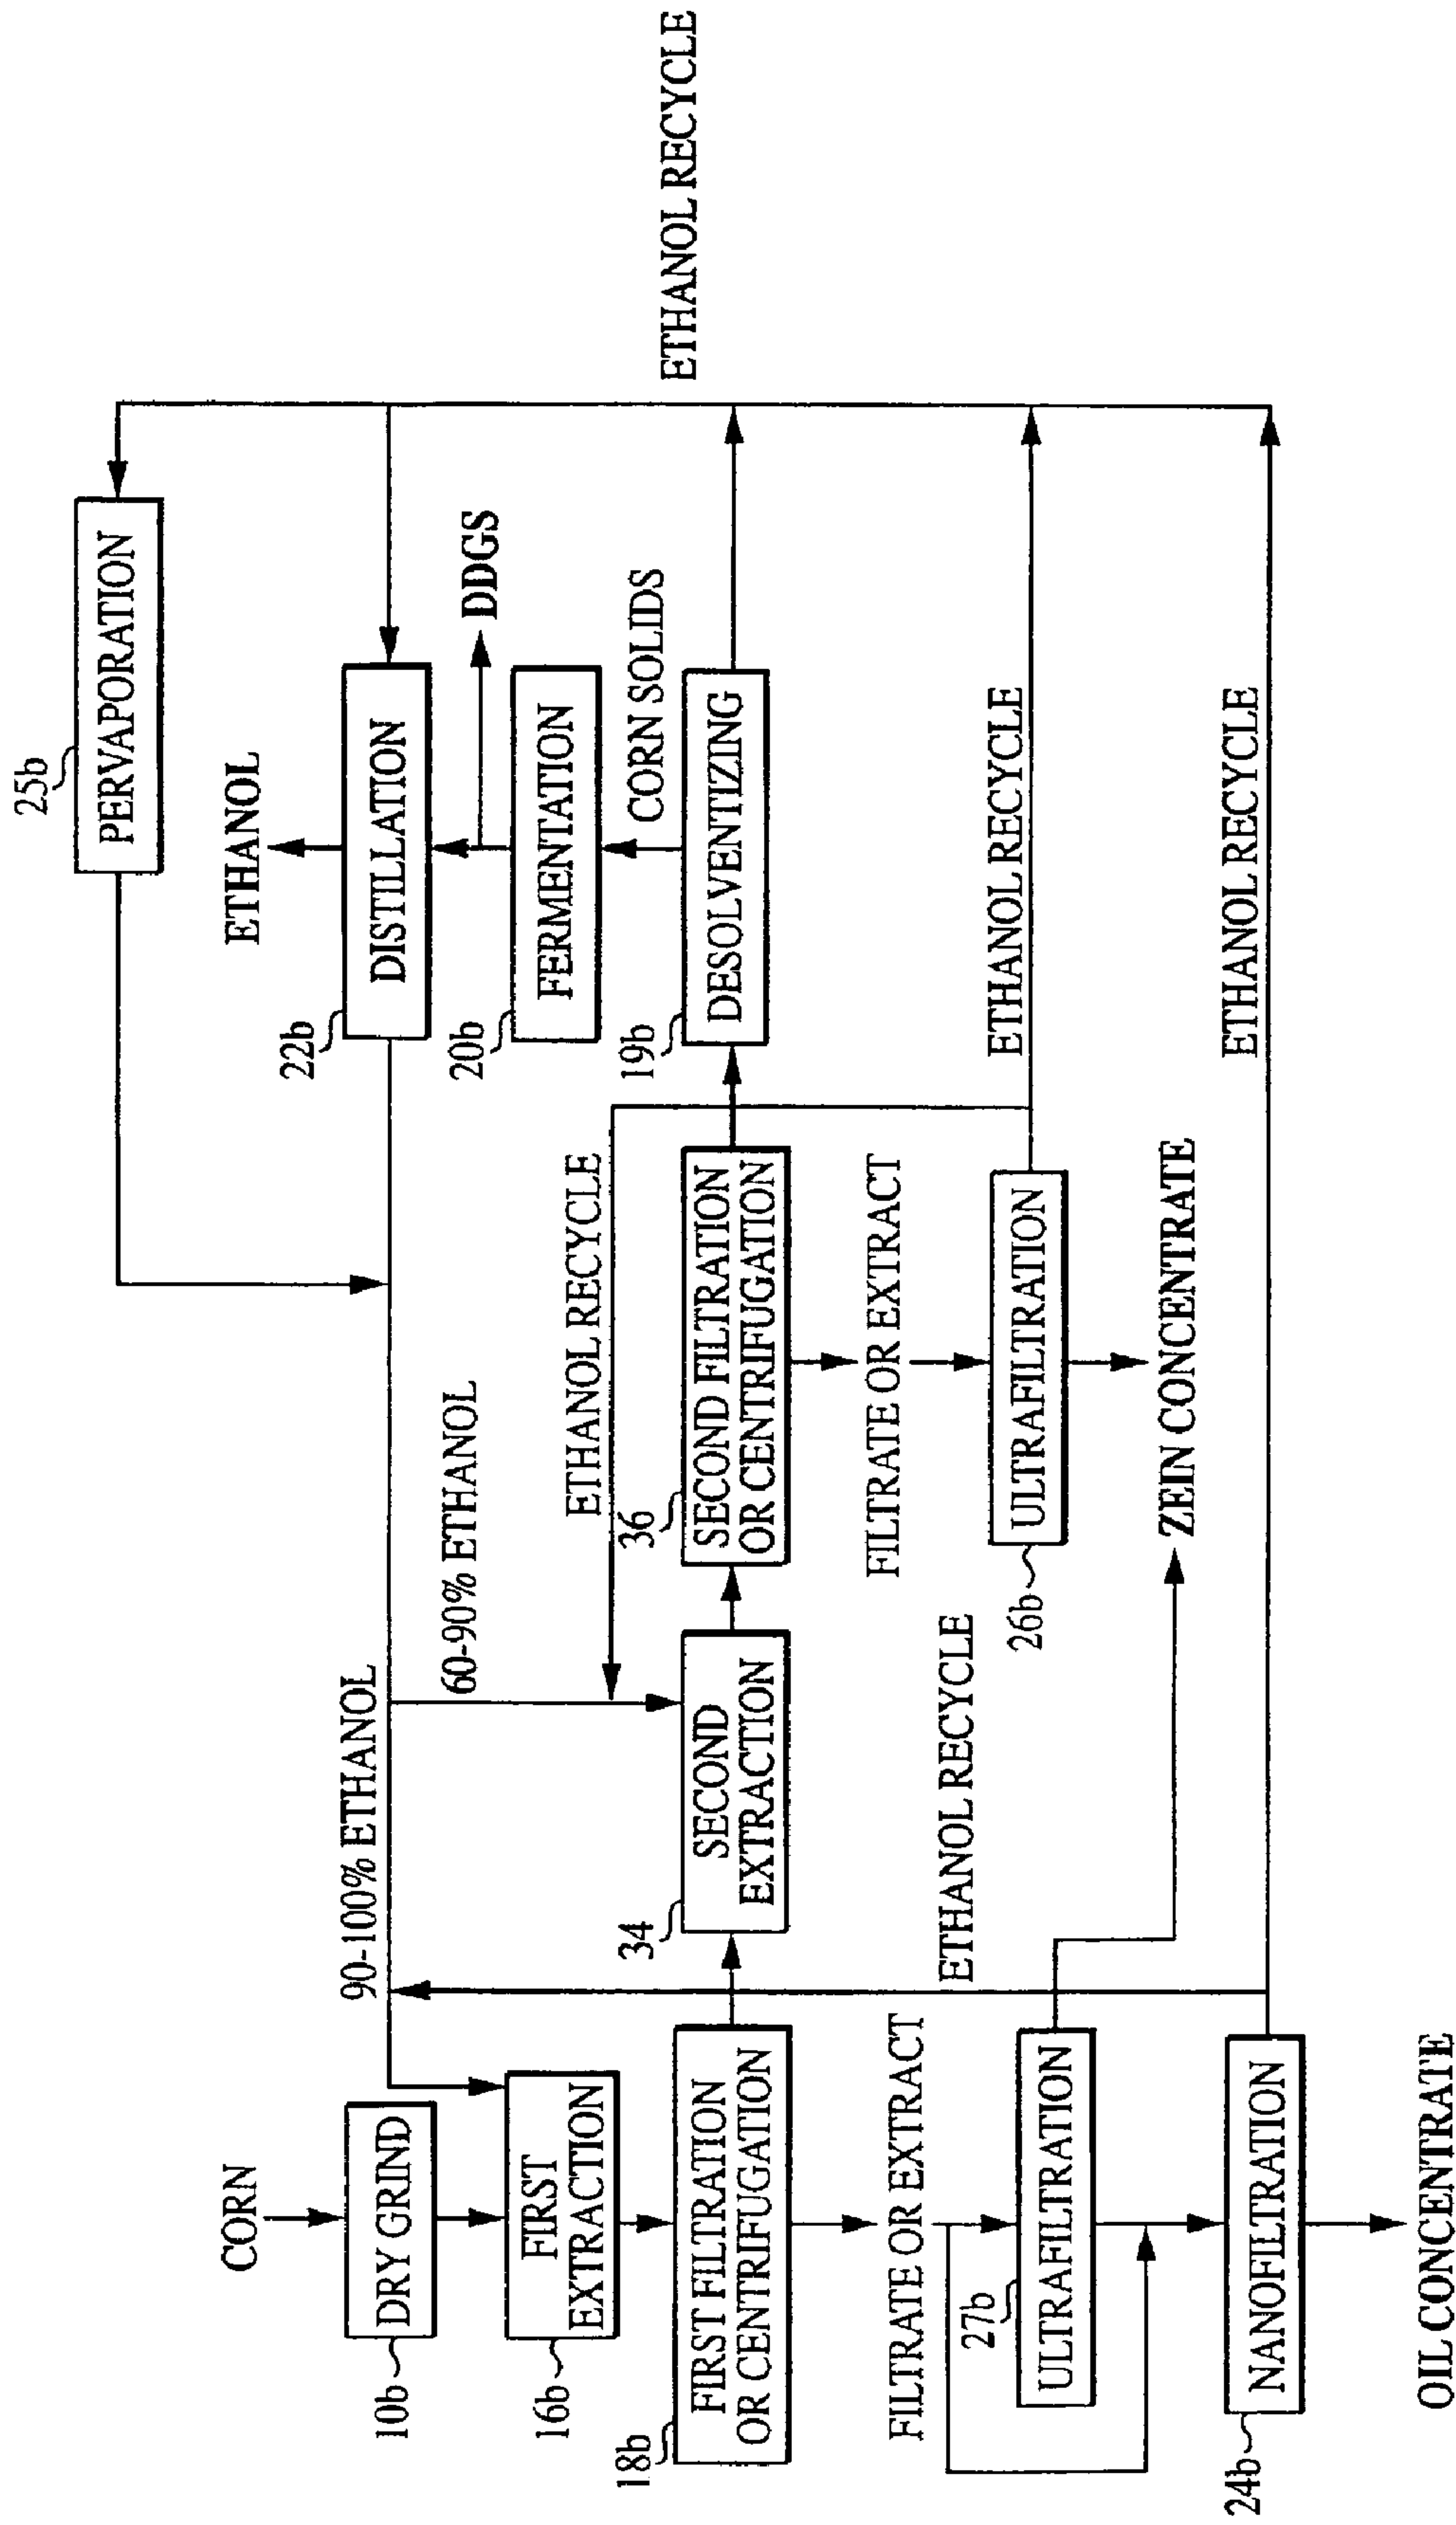 CORN
10b
DRY GRIND
16b
FIRST
EXTRACTION
18b
FIRST FILTRATION
OR CENTRIFUGATION
FILTRATE OR EXTRACT
27b
ULTRAFILTRATION
24b
NANOFILTRATION
OIL CONCENTRATE
90-100% ETHANOL
60-90% ETHANOL
34
SECOND
EXTRACTION
ETHANOL RECYCLE
ETHANOL RECYCLE
36
SECOND FILTRATION
OR CENTRIFUGATION
FILTRATE OR EXTRACT
26b
ULTRAFILTRATION
ZEIN CONCENTRATE
25b
PERVAPORATION
ETHANOL
22b
DISTILLATION
DDGS
20b
FERMENTATION
CORN SOLIDS
19b
DESOLVENTIZING
ETHANOL RECYCLE
ETHANOL RECYCLE
ETHANOL RECYCLE